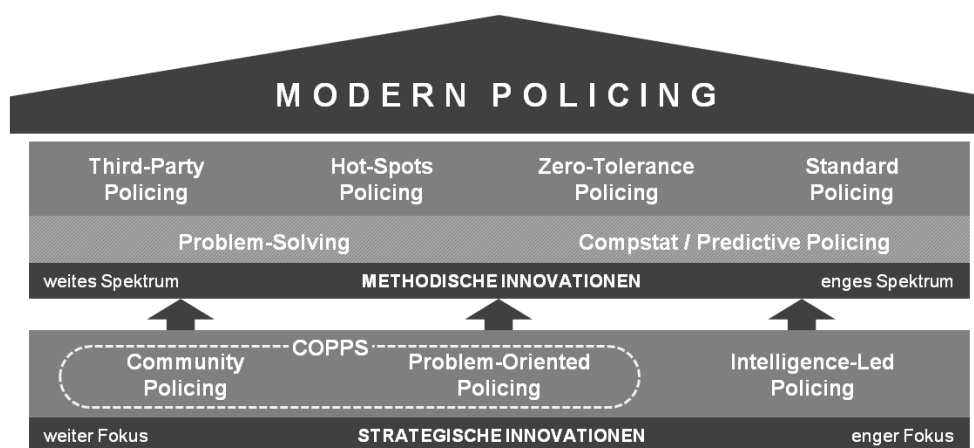 MODERN POLICING
Third-Party Hot-Spots Zero-Tolerance Standard
Policing Policing Policing Policing
Problem-Solving Compstat / Predictive Policing
weites Spektrum METHODISCHE INNOVATIONEN enges Spektrum
COPPS
Community Problem-Oriented Intelligence-Led
Policing Policing Policing
weiter Fokus STRATEGISCHE INNOVATIONEN enger Fokus